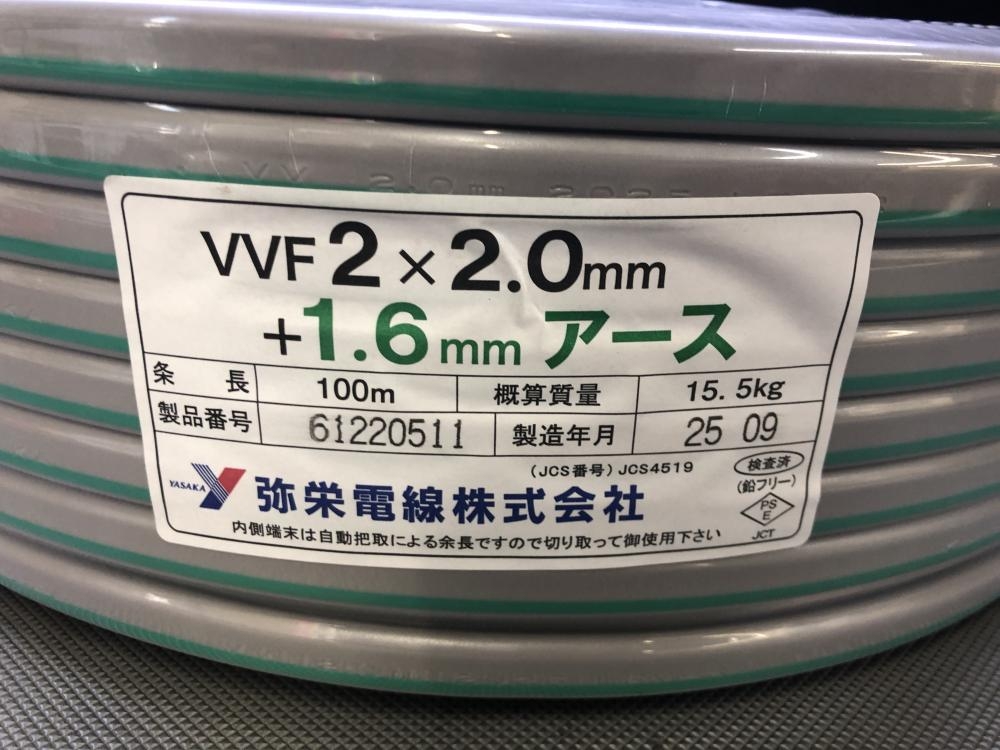 VVF 2×2.0mm
+1.6mm アース
条長 100m 概算質量 15.5kg
製品番号 61220511 製造年月 25 09
(JCS番号) JCS4519 検査済
(鉛フリー)
YASAKA 弥栄電線株式会社
PS
E
JCT
内側端末は自動把取による余長ですので切り取って御使用下さい